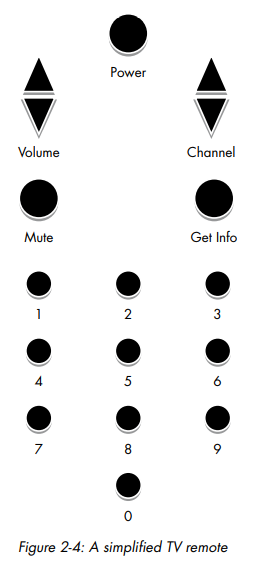 Power
Volume Channel
Mute Get Info
1 2 3
4 5 6
7 8 9
0
Figure 2-4: A simplified TV remote